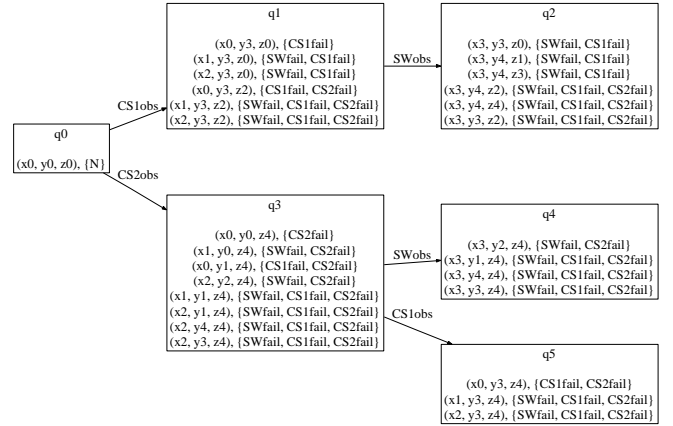 q0
(x0, y0, z0), {N}
CS1obs
CS2obs
q1
(x0, y3, z0), {CS1fail}
(x1, y3, z0), {SWfail, CS1fail}
(x2, y3, z0), {SWfail, CS1fail}
(x0, y3, z2), {CS1fail, CS2fail}
(x1, y3, z2), {SWfail, CS1fail, CS2fail}
(x2, y3, z2), {SWfail, CS1fail, CS2fail}
SWobs
q2
(x3, y3, z0), {SWfail, CS1fail}
(x3, y4, z1), {SWfail, CS1fail}
(x3, y4, z3), {SWfail, CS1fail}
(x3, y4, z2), {SWfail, CS1fail, CS2fail}
(x3, y4, z4), {SWfail, CS1fail, CS2fail}
(x3, y3, z2), {SWfail, CS1fail, CS2fail}
q3
(x0, y0, z4), {CS2fail}
(x1, y0, z4), {SWfail, CS2fail}
(x0, y1, z4), {CS1fail, CS2fail}
(x2, y2, z4), {SWfail, CS2fail}
(x1, y1, z4), {SWfail, CS1fail, CS2fail}
(x2, y1, z4), {SWfail, CS1fail, CS2fail}
(x2, y4, z4), {SWfail, CS1fail, CS2fail}
(x2, y3, z4), {SWfail, CS1fail, CS2fail}
SWobs
CS1obs
q4
(x3, y2, z4), {SWfail, CS2fail}
(x3, y1, z4), {SWfail, CS1fail, CS2fail}
(x3, y4, z4), {SWfail, CS1fail, CS2fail}
(x3, y3, z4), {SWfail, CS1fail, CS2fail}
q5
(x0, y3, z4), {CS1fail, CS2fail}
(x1, y3, z4), {SWfail, CS1fail, CS2fail}
(x2, y3, z4), {SWfail, CS1fail, CS2fail}